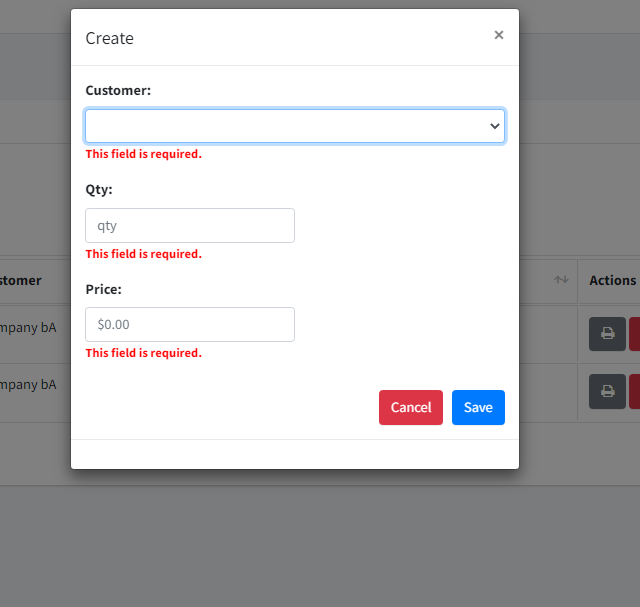 Create
×
Customer:
This field is required.
Qty:
qty
This field is required.
stomer
Actions
Price:
mpany bA
$0.00
This field is required.
mpany bA
Cancel
Save